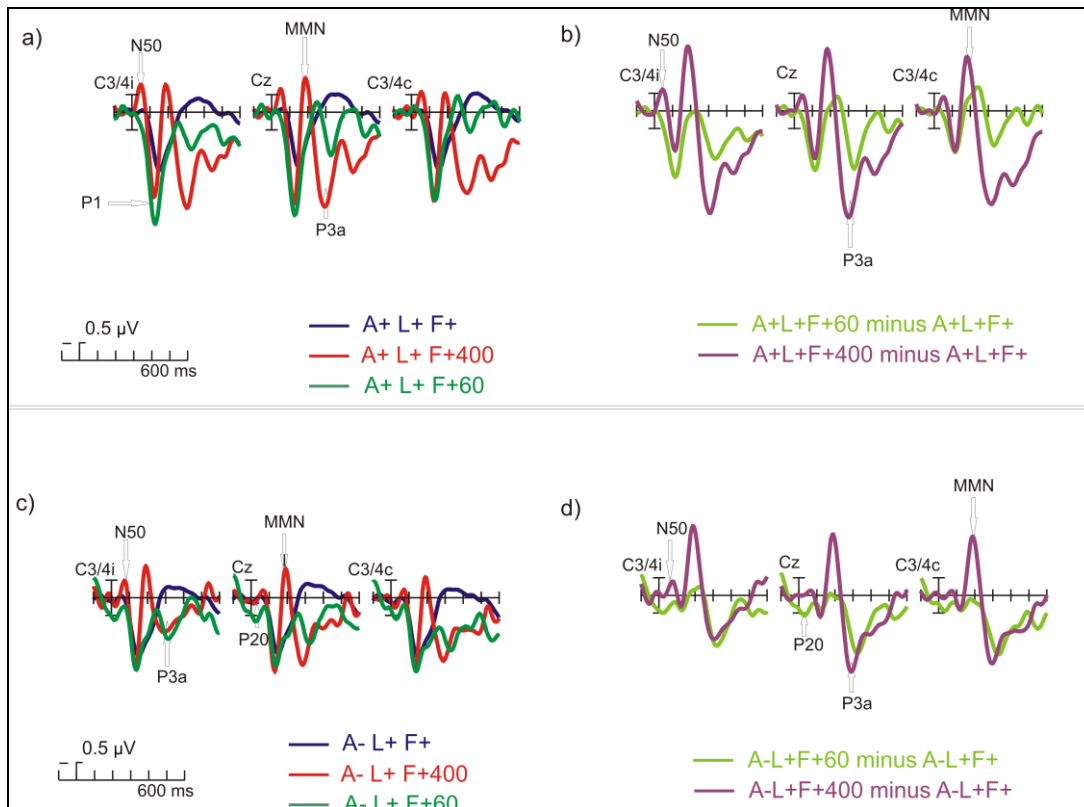 a)
N50
MMN
C3/4i
Cz
C3/4c
P1
P3a
0.5 µV
600 ms
A+ L+ F+
A+ L+ F+400
A+ L+ F+60
b)
N50
MMN
C3/4i
Cz
C3/4c
P3a
A+L+F+60 minus A+L+F+
A+L+F+400 minus A+L+F+
c)
N50
MMN
C3/4i
Cz
C3/4c
P20
P3a
0.5 µV
600 ms
A- L+ F+
A- L+ F+400
A- L+ F+60
d)
MMN
N50
C3/4i
Cz
C3/4c
P20
P3a
A-L+F+60 minus A-L+F+
A-L+F+400 minus A-L+F+